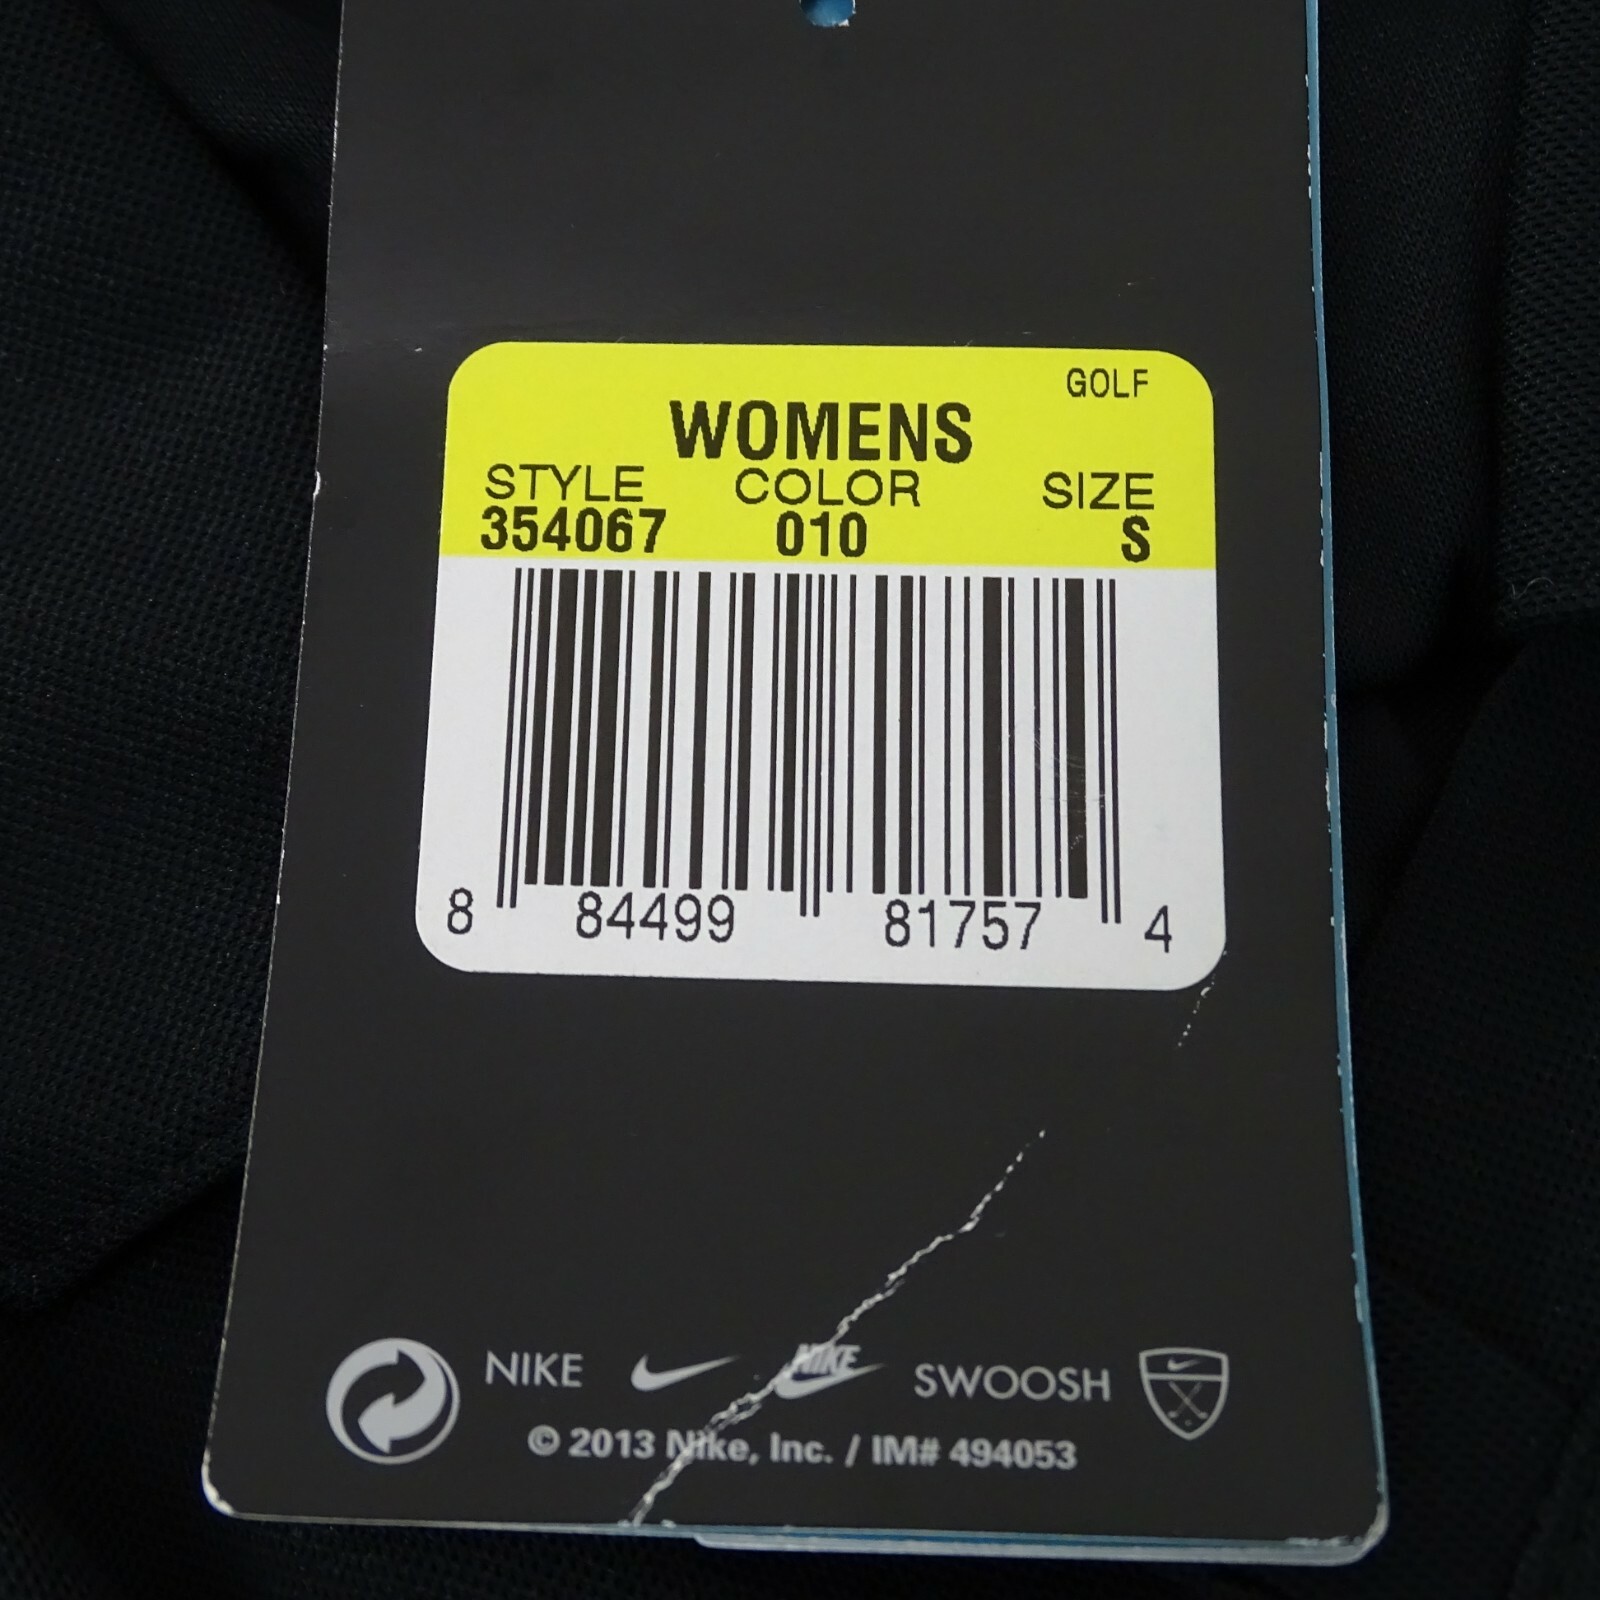 GOLF
WOMENS
STYLE COLOR SIZE
354067 010 S
8 84499 81757 4
NIKE NIKE SWOOSH
© 2013 Nike, Inc. / IM# 494053